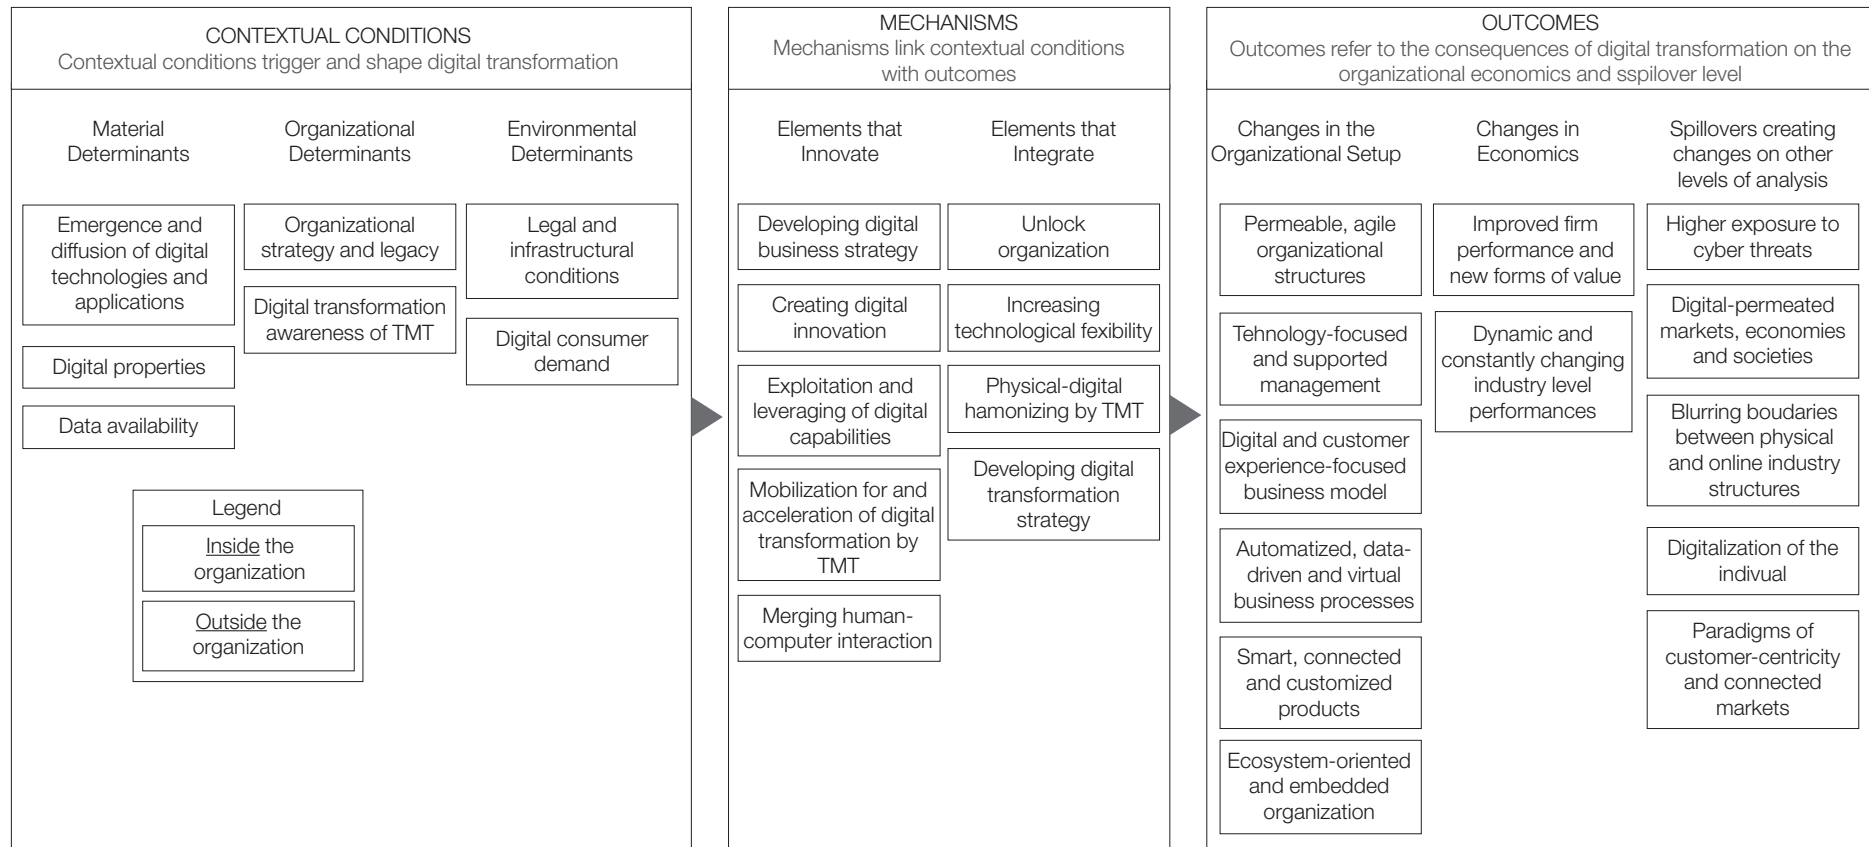 CONTEXTUAL CONDITIONS
Contextual conditions trigger and shape digital transformation
Material
Determinants
Organizational
Determinants
Environmental
Determinants
Emergence and
diffusion of digital
technologies and
applications
Digital properties
Data availability
Organizational
strategy and legacy
Digital transformation
awareness of TMT
Legal and
infrastructural
conditions
Digital consumer
demand
Legend
Inside the
organization
Outside the
organization
MECHANISMS
Mechanisms link contextual conditions
with outcomes
Elements that
Innovate
Elements that
Integrate
Developing digital
business strategy
Creating digital
innovation
Exploitation and
leveraging of digital
capabilities
Mobilization for and
acceleration of digital
transformation by
TMT
Merging human-
computer interaction
Unlock
organization
Increasing
technological fexibility
Physical-digital
hamonizing by TMT
Developing digital
transformation
strategy
OUTCOMES
Outcomes refer to the consequences of digital transformation on the
organizational economics and sspilover level
Changes in the
Organizational Setup
Changes in
Economics
Spillovers creating
changes on other
levels of analysis
Permeable, agile
organizational
structures
Tehnology-focused
and supported
management
Digital and customer
experience-focused
business model
Automatized, data-
driven and virtual
business processes
Smart, connected
and customized
products
Ecosystem-oriented
and embedded
organization
Improved firm
performance and
new forms of value
Dynamic and
constantly changing
industry level
performances
Higher exposure to
cyber threats
Digital-permeated
markets, economies
and societies
Blurring boudaries
between physical
and online industry
structures
Digitalization of the
indivual
Paradigms of
customer-centricity
and connected
markets